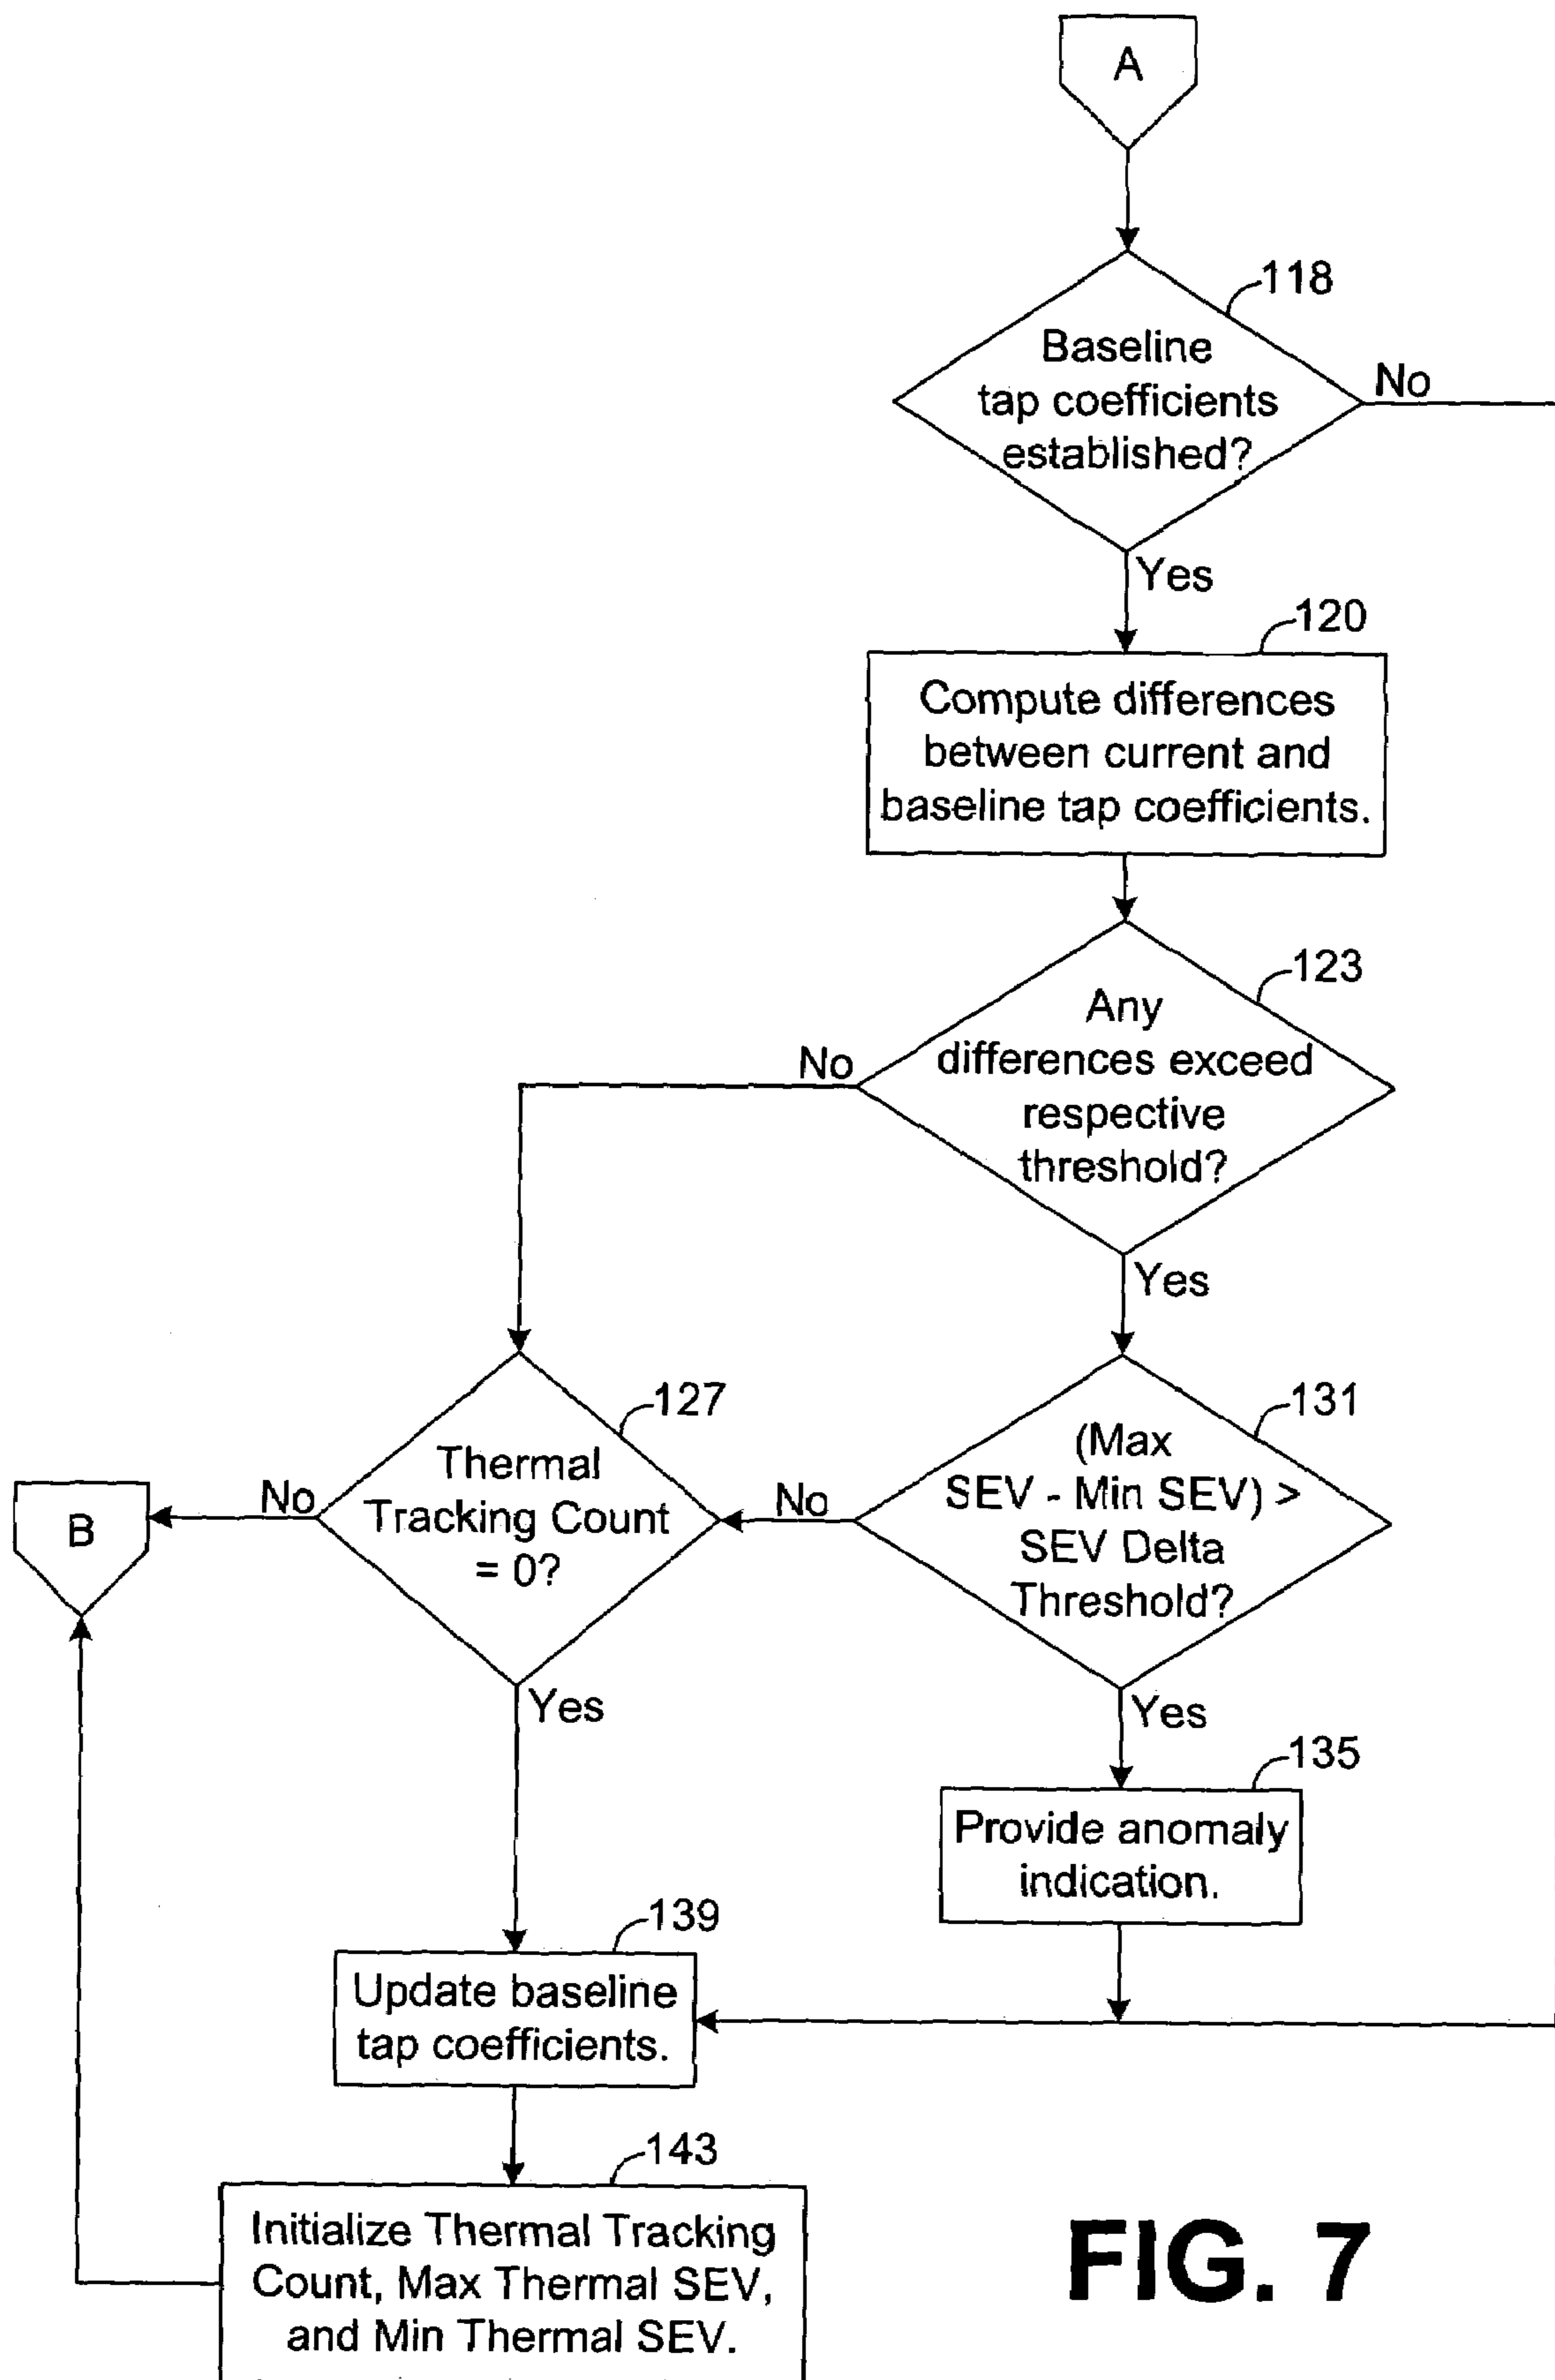 A
118
Baseline
tap coefficients
established?
No
Yes
120
Compute differences
between current and
baseline tap coefficients.
123
Any
differences exceed
respective
threshold?
No
Yes
127
Thermal
Tracking Count
= 0?
No
Yes
131
(Max
SEV - Min SEV) >
SEV Delta
Threshold?
No
Yes
B
135
Provide anomaly
indication.
139
Update baseline
tap coefficients.
143
Initialize Thermal Tracking
Count, Max Thermal SEV,
and Min Thermal SEV.
FIG. 7